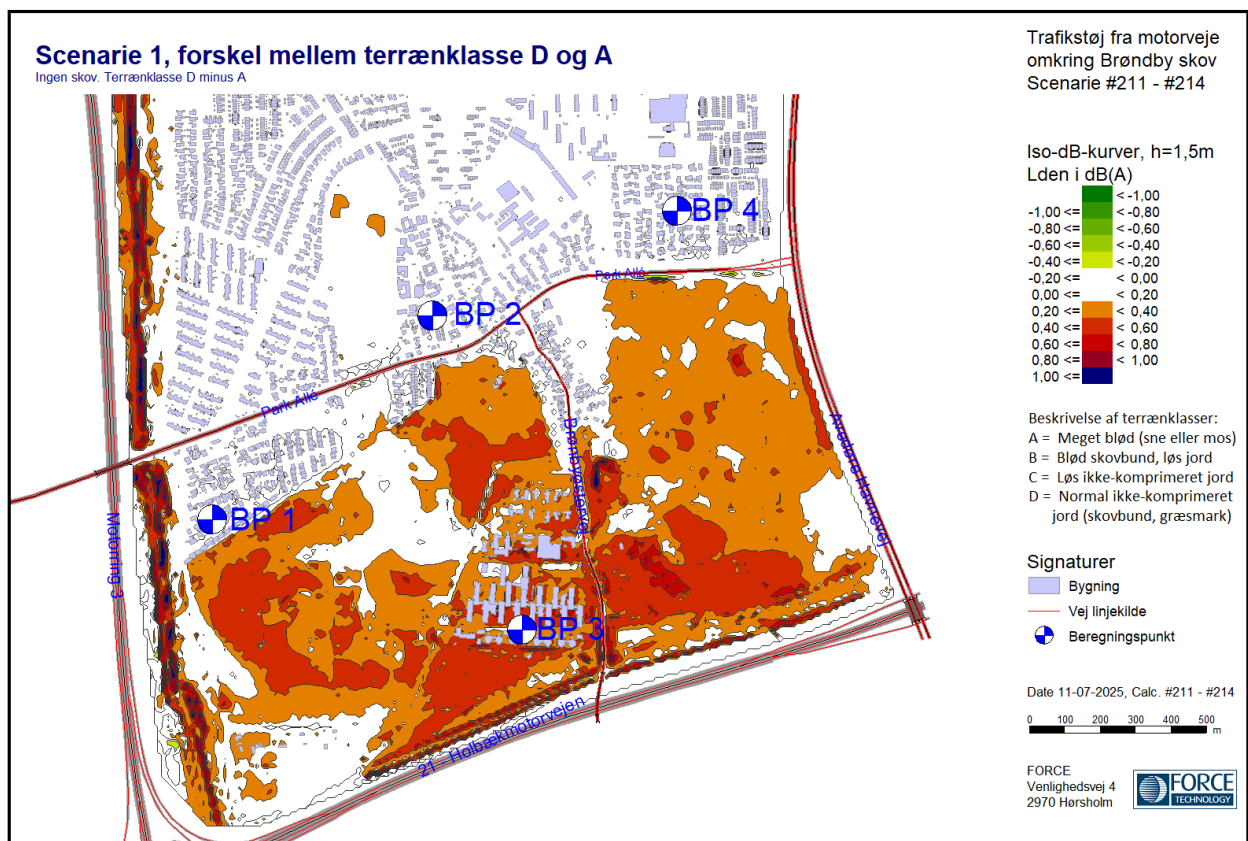 Scenarie 1, forskel mellem terrænklasse D og A
Ingen skov. Terrænklasse D minus A
Trafikstøj fra motorveje
omkring Brøndby skov
Scenarie #211 - #214
Iso-dB-kurver, h=1,5m
Lden i dB(A)
< -1,00
-1,00 <= < -0,80
-0,80 <= < -0,60
-0,60 <= < -0,40
-0,40 <= < -0,20
-0,20 <= < 0,00
0,00 <= < 0,20
0,20 <= < 0,40
0,40 <= < 0,60
0,60 <= < 0,80
0,80 <= < 1,00
1,00 <=
Beskrivelse af terrænklasser:
A = Meget blød (sne eller mos)
B = Blød skovbund, løs jord
C = Løs ikke-komprimeret jord
D = Normal ikke-komprimeret
jord (skovbund, græsmark)
Signaturer
Bygning
Vej linjekilde
Beregningspunkt
Date 11-07-2025, Calc. #211 - #214
0 100 200 300 400 500
m
FORCE
Venlighedsvej 4
2970 Hørsholm
FORCE
TECHNOLOGY
BP 4
Park Allé
BP 2
Park Allé
Brøndbyøstervej
Avedøre Havnevej
BP 1
Motorring 3
BP 3
21 - Holbækmotorvejen